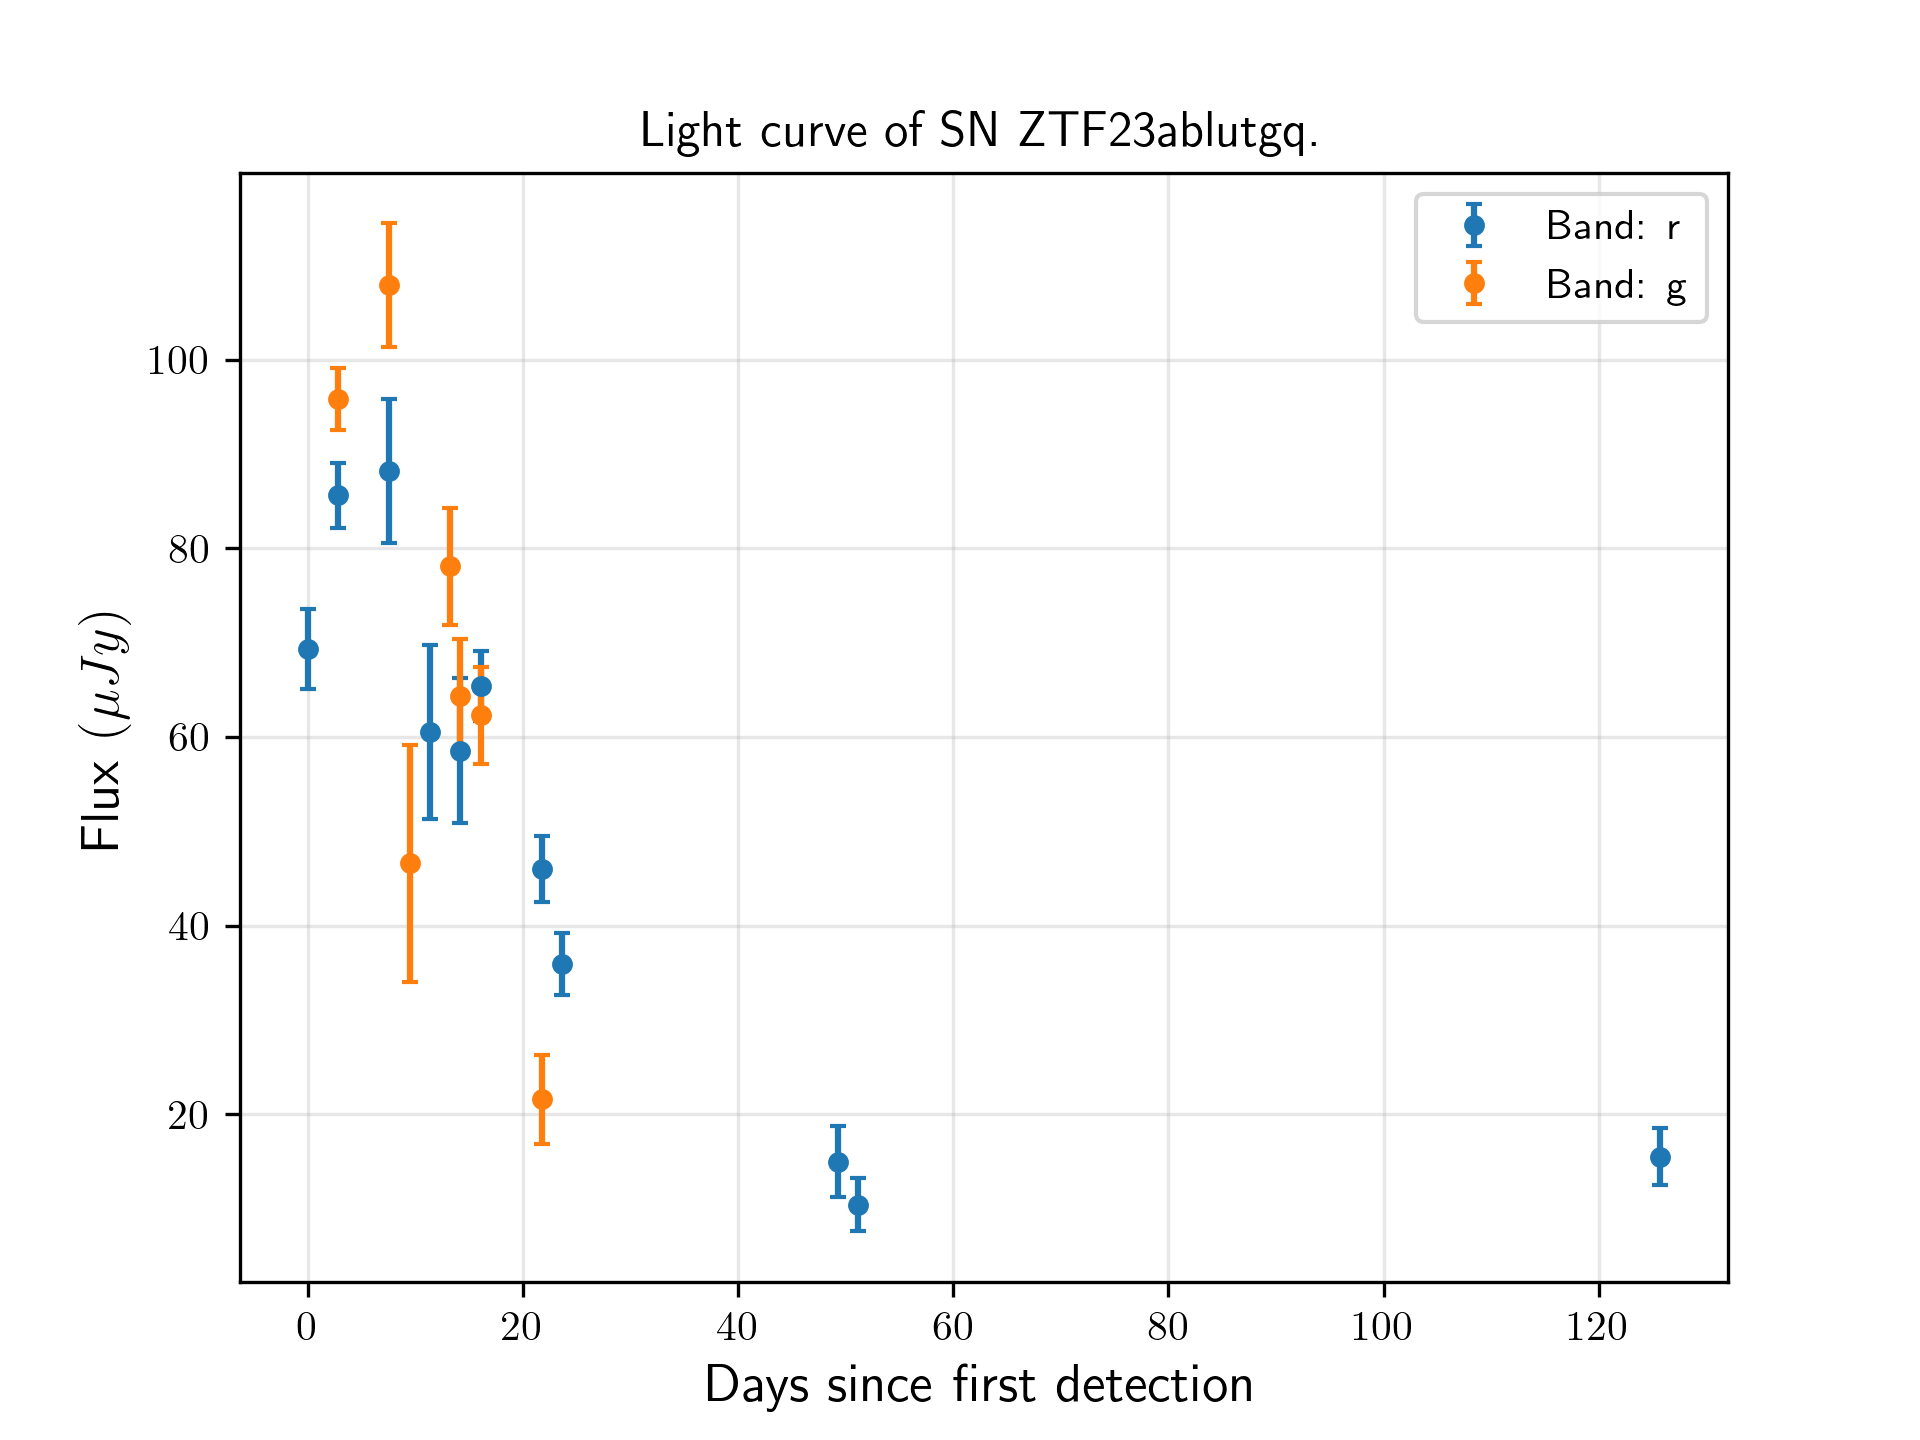 Light curve of SN ZTF23ablutgq.
Band: r
Band: g
100
80
60
40
20
Flux (μJy)
0 20 40 60 80 100 120
Days since first detection